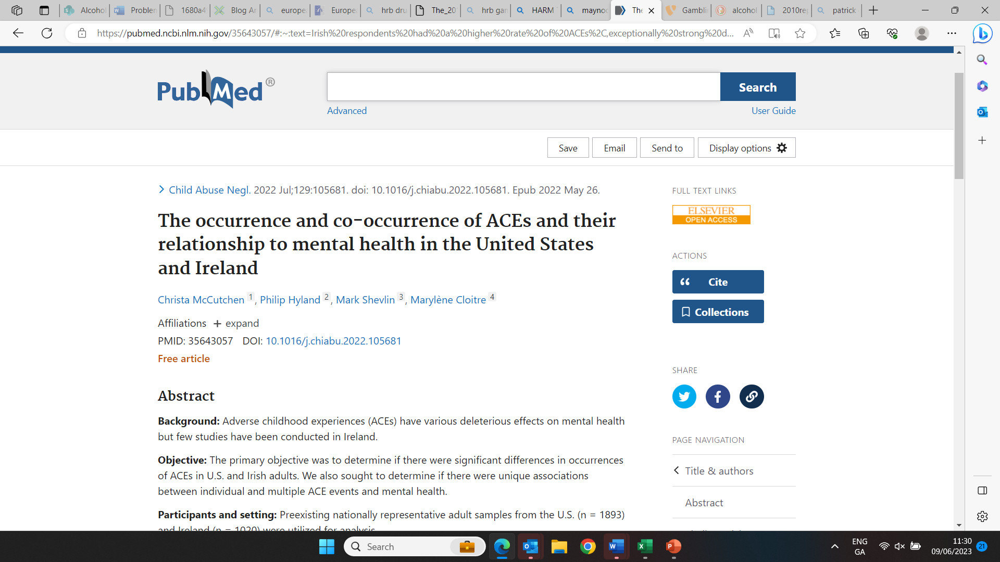 Alcohol
Problem
1680a4
Blog Ar
europe
Europe
hrb dru
The_20
hrb gam
HARM T
mayno
The
Gambli
alcohol
2010rep
patrick
https://pubmed.ncbi.nlm.nih.gov/35643057/#:~:text=Irish%20respondents%20had%20a%20higher%20rate%20of%20ACEs%2C,exceptionally%20strong%20d...
PubMed®
Search
Advanced
User Guide
Save
Email
Send to
Display options
Child Abuse Negl. 2022 Jul;129:105681. doi: 10.1016/j.chiabu.2022.105681. Epub 2022 May 26.
The occurrence and co-occurrence of ACEs and their
relationship to mental health in the United States
and Ireland
Christa McCutchen 1, Philip Hyland 2, Mark Shevlin 3, Marylène Cloitre 4
Affiliations + expand
PMID: 35643057 DOI: 10.1016/j.chiabu.2022.105681
Free article
Abstract
Background: Adverse childhood experiences (ACEs) have various deleterious effects on mental health
but few studies have been conducted in Ireland.
Objective: The primary objective was to determine if there were significant differences in occurrences
of ACEs in U.S. and Irish adults. We also sought to determine if there were unique associations
between individual and multiple ACE events and mental health.
Participants and setting: Preexisting nationally representative adult samples from the U.S. (n = 1893)
and Ireland (n = 1020) were utilized for analysis.
FULL TEXT LINKS
ELSEVIER
OPEN ACCESS
ACTIONS
Cite
Collections
SHARE
PAGE NAVIGATION
Title & authors
Abstract
Search
ENG
GA
11:30
09/06/2023
21